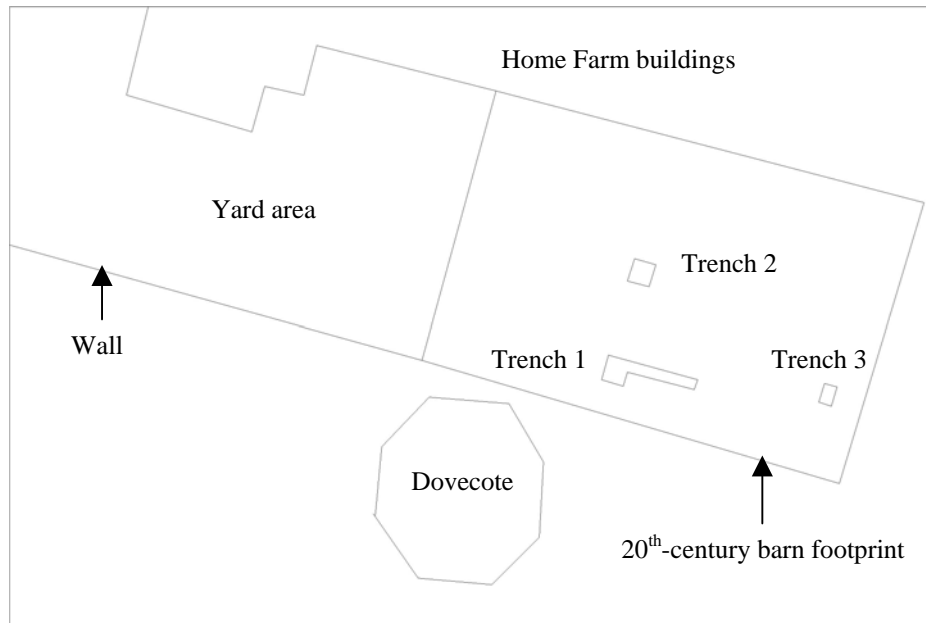 Home Farm buildings
Yard area
Trench 2
Wall
Trench 1
Trench 3
Dovecote
20th-century barn footprint